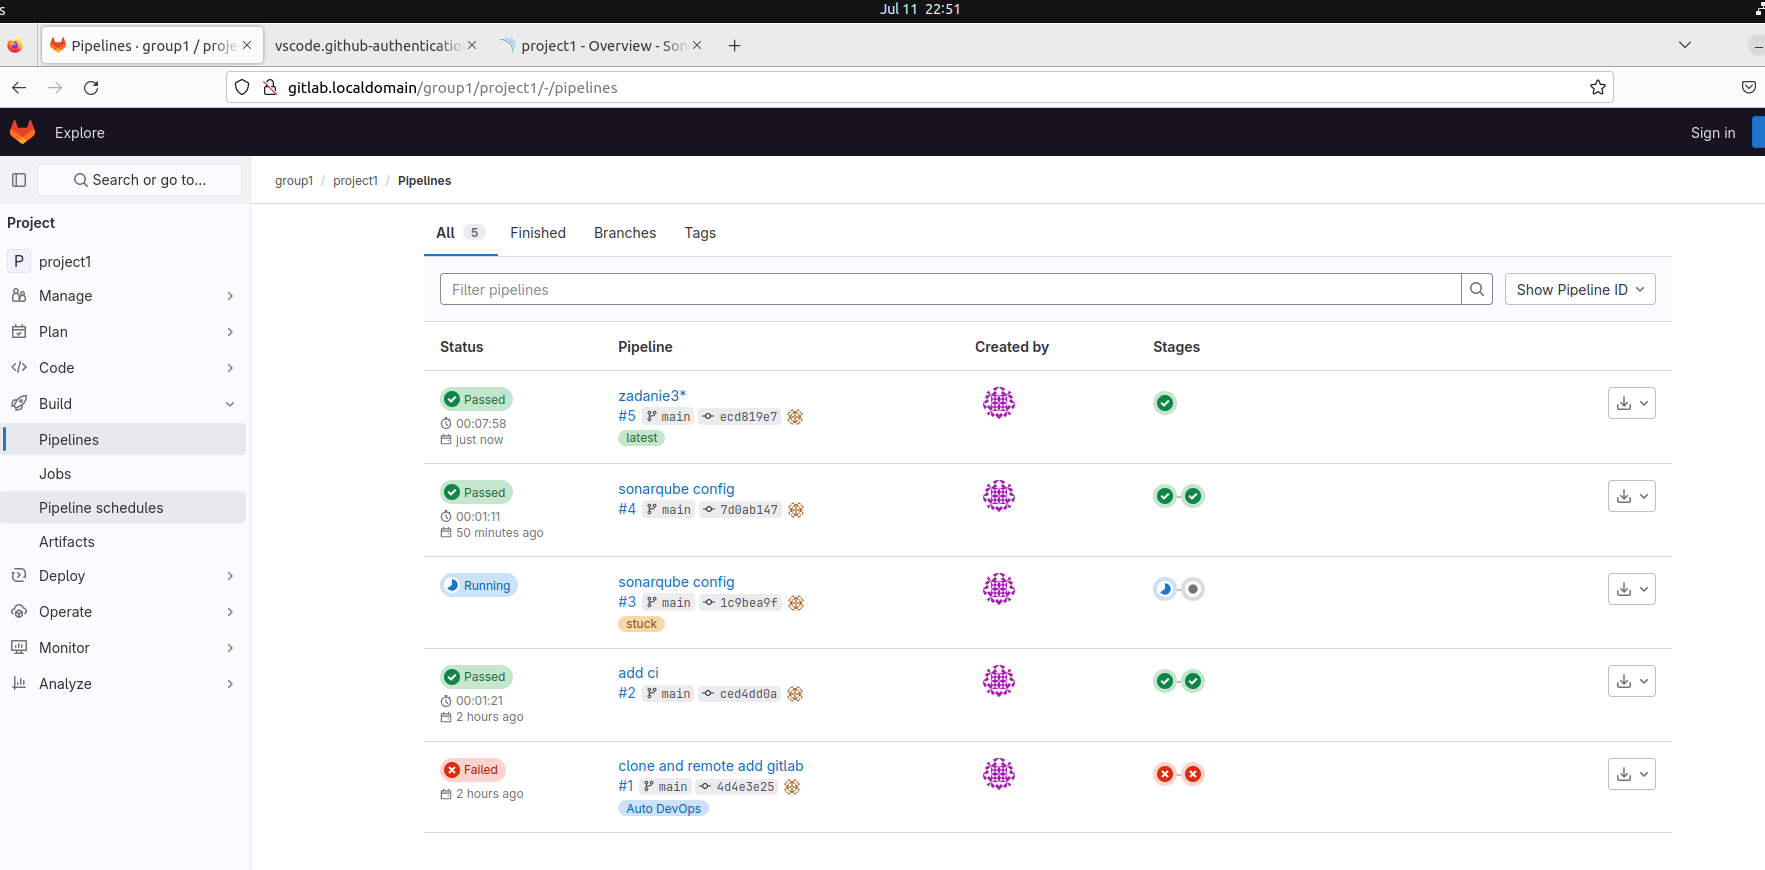 s
Jul 11 22:51
Pipelines · group1 / proje
vscode.github-authenticatio
project1 - Overview - Son
gitlab.localdomain/group1/project1/-/pipelines
Explore
Sign in
Search or go to...
group1 / project1 / Pipelines
Project
P project1
Manage
Plan
Code
Build
Pipelines
Jobs
Pipeline schedules
Artifacts
Deploy
Operate
Monitor
Analyze
All 5 Finished Branches Tags
Filter pipelines
Show Pipeline ID
Status Pipeline Created by Stages
Passed
00:07:58
just now
zadanie3*
#5 main ecd819e7
latest
Passed
00:01:11
50 minutes ago
sonarqube config
#4 main 7d0ab147
Running
sonarqube config
#3 main 1c9bea9f
stuck
Passed
00:01:21
2 hours ago
add ci
#2 main ced4dd0a
Failed
2 hours ago
clone and remote add gitlab
#1 main 4d4e3e25
Auto DevOps